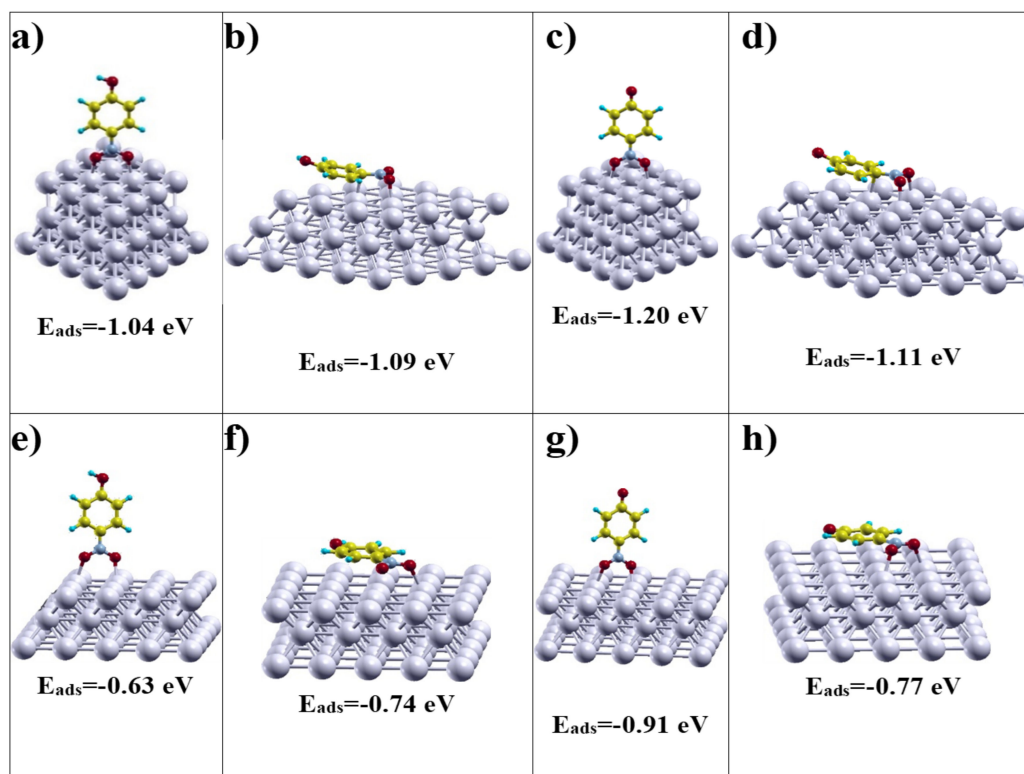 a)
b)
c)
d)
Eads=-1.04 eV
Eads=-1.09 eV
Eads=-1.20 eV
Eads=-1.11 eV
e)
f)
g)
h)
Eads=-0.63 eV
Eads=-0.74 eV
Eads=-0.91 eV
Eads=-0.77 eV